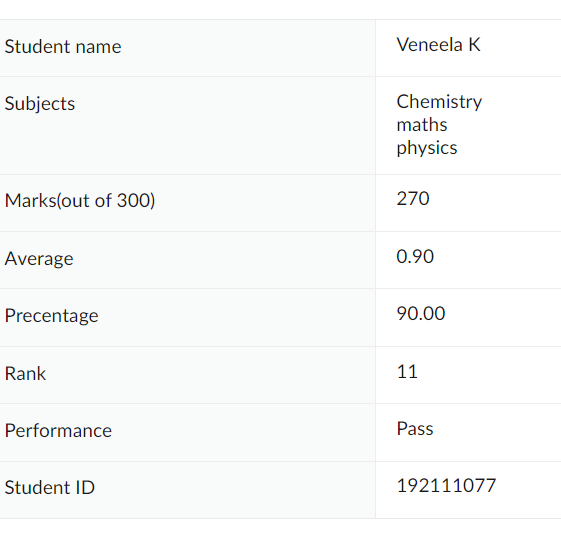 Student name Veneela K
Subjects Chemistry
maths
physics
Marks(out of 300) 270
Average 0.90
Precentage 90.00
Rank 11
Performance Pass
Student ID 192111077